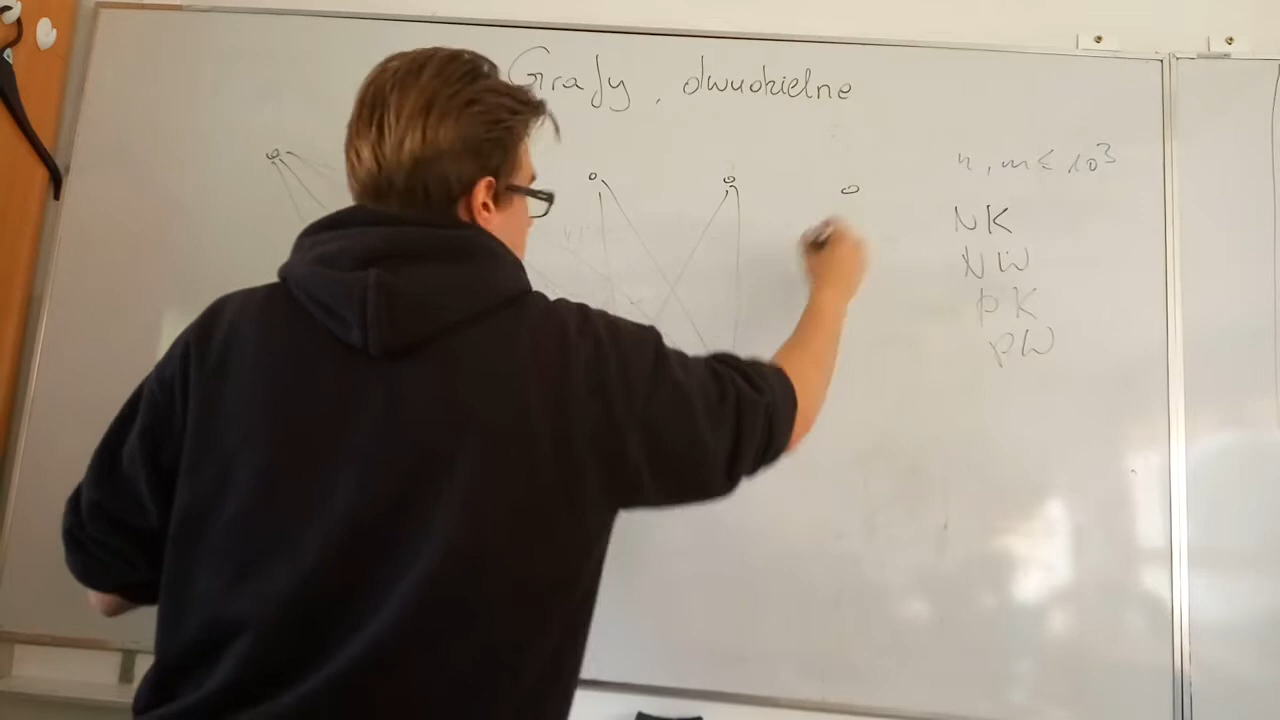 Grafy dwudzielne
n, m ≤ 10³
NK
NW
PK
PW